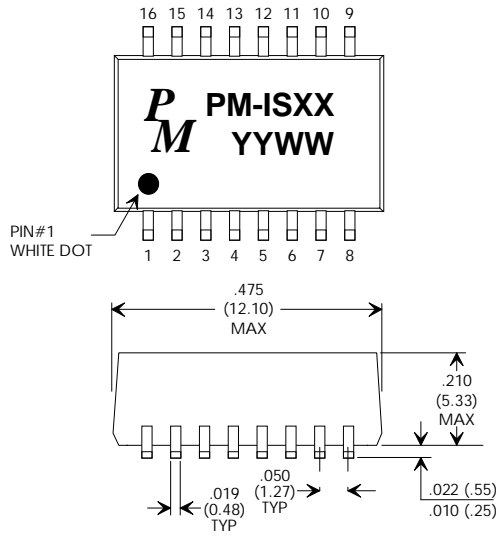 16 15 14 13 12 11 10 9
PM PM-ISXX
YYWW
PIN#1
WHITE DOT
1 2 3 4 5 6 7 8
.475
(12.10)
MAX
.210
(5.33)
MAX
.019
(0.48)
TYP
.050
(1.27)
TYP
.022 (.55)
.010 (.25)